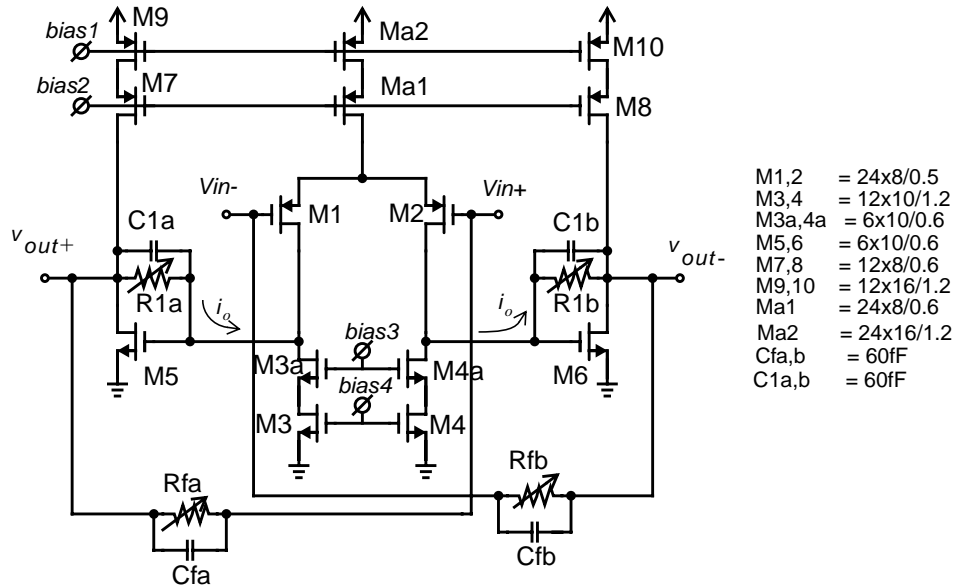 bias1
M9
Ma2
M10
bias2
M7
Ma1
M8
Vin-
Vin+
M1
M2
C1a
C1b
vout+
vout-
R1a
R1b
io
io
bias3
M3a
M4a
bias4
M5
M6
M3
M4
Rfa
Rfb
Cfa
Cfb
M1,2 = 24x8/0.5
M3,4 = 12x10/1.2
M3a,4a = 6x10/0.6
M5,6 = 6x10/0.6
M7,8 = 12x8/0.6
M9,10 = 12x16/1.2
Ma1 = 24x8/0.6
Ma2 = 24x16/1.2
Cfa,b = 60fF
C1a,b = 60fF